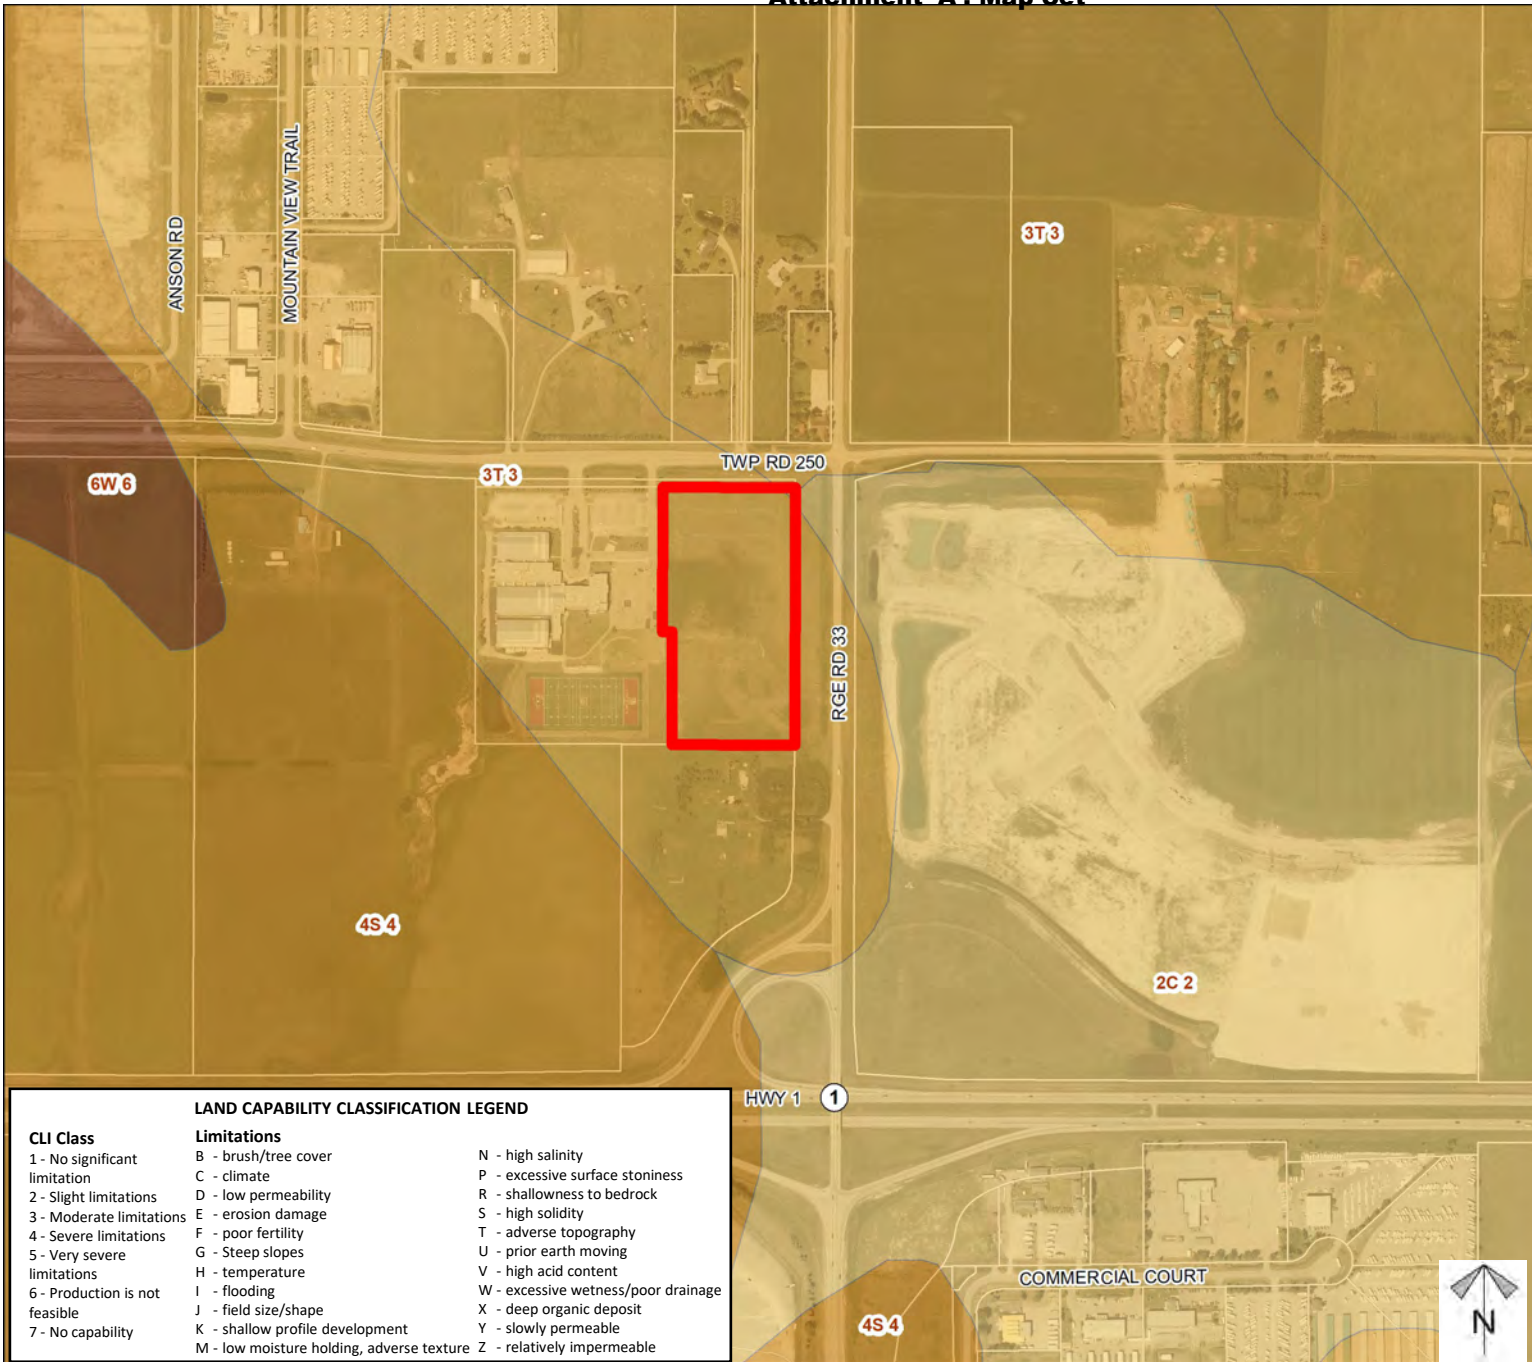 Attachment 'A': Map Set
ANSON RD
MOUNTAIN VIEW TRAIL
3T 3
TWP RD 250
3T 3
6W 6
RGE RD 33
4S 4
2C 2
HWY 1
1
COMMERCIAL COURT
4S 4
N
LAND CAPABILITY CLASSIFICATION LEGEND
CLI Class
1 - No significant
limitation
2 - Slight limitations
3 - Moderate limitations
4 - Severe limitations
5 - Very severe
limitations
6 - Production is not
feasible
7 - No capability
Limitations
B - brush/tree cover
C - climate
D - low permeability
E - erosion damage
F - poor fertility
G - Steep slopes
H - temperature
I - flooding
J - field size/shape
K - shallow profile development
M - low moisture holding, adverse texture
N - high salinity
P - excessive surface stoniness
R - shallowness to bedrock
S - high solidity
T - adverse topography
U - prior earth moving
V - high acid content
W - excessive wetness/poor drainage
X - deep organic deposit
Y - slowly permeable
Z - relatively impermeable